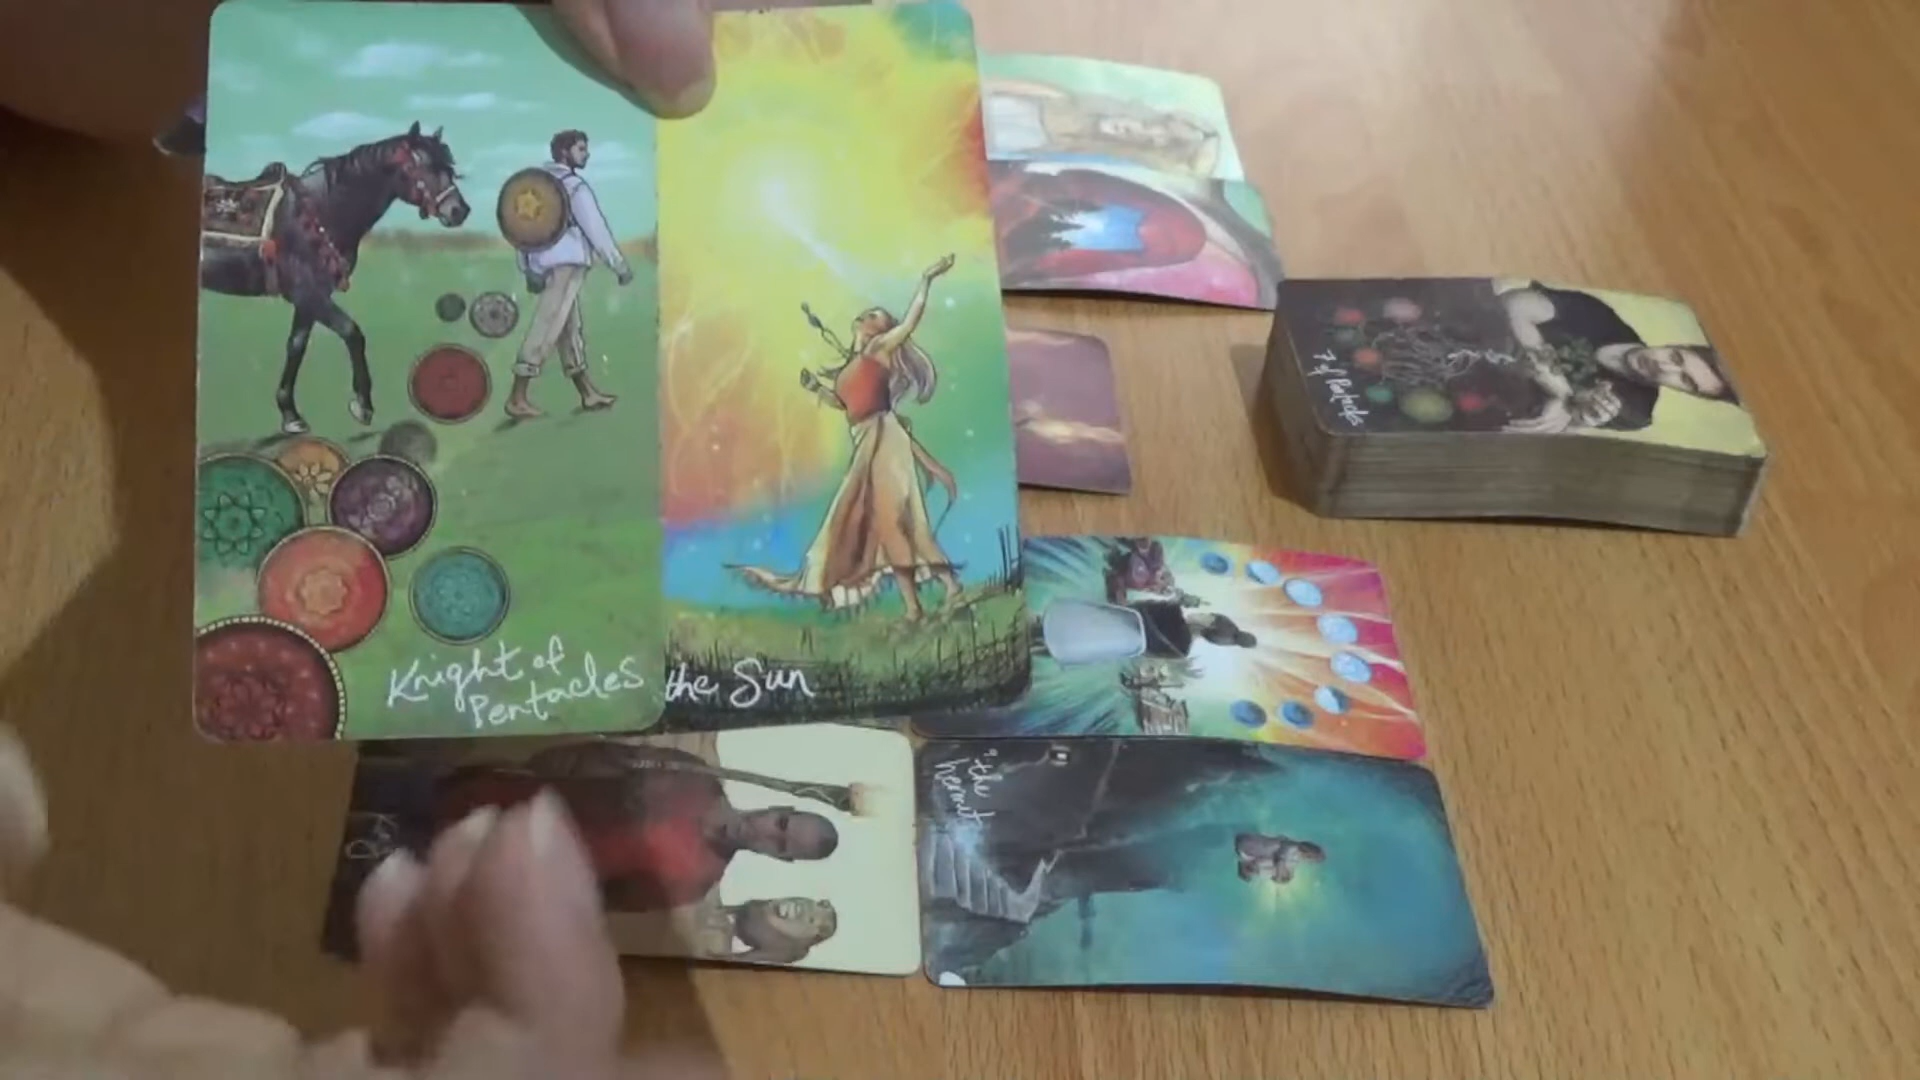 Knight of
Pentacles
the Sun
7 of Pentacles
"the
hermit